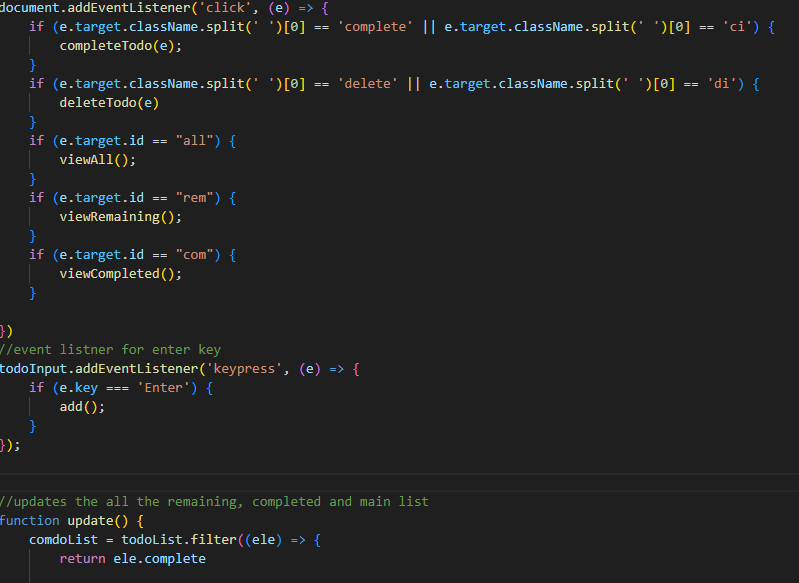 document.addEventListener('click', (e) => {
    if (e.target.className.split(' ')[0] == 'complete' || e.target.className.split(' ')[0] == 'ci') {
        completeTodo(e);
    }
    if (e.target.className.split(' ')[0] == 'delete' || e.target.className.split(' ')[0] == 'di') {
        deleteTodo(e)
    }
    if (e.target.id == "all") {
        viewAll();
    }
    if (e.target.id == "rem") {
        viewRemaining();
    }
    if (e.target.id == "com") {
        viewCompleted();
    }

})
//event listner for enter key
todoInput.addEventListener('keypress', (e) => {
    if (e.key === 'Enter') {
        add();
    }
});

//updates the all the remaining, completed and main list
function update() {
    comdoList = todoList.filter((ele) => {
        return ele.complete